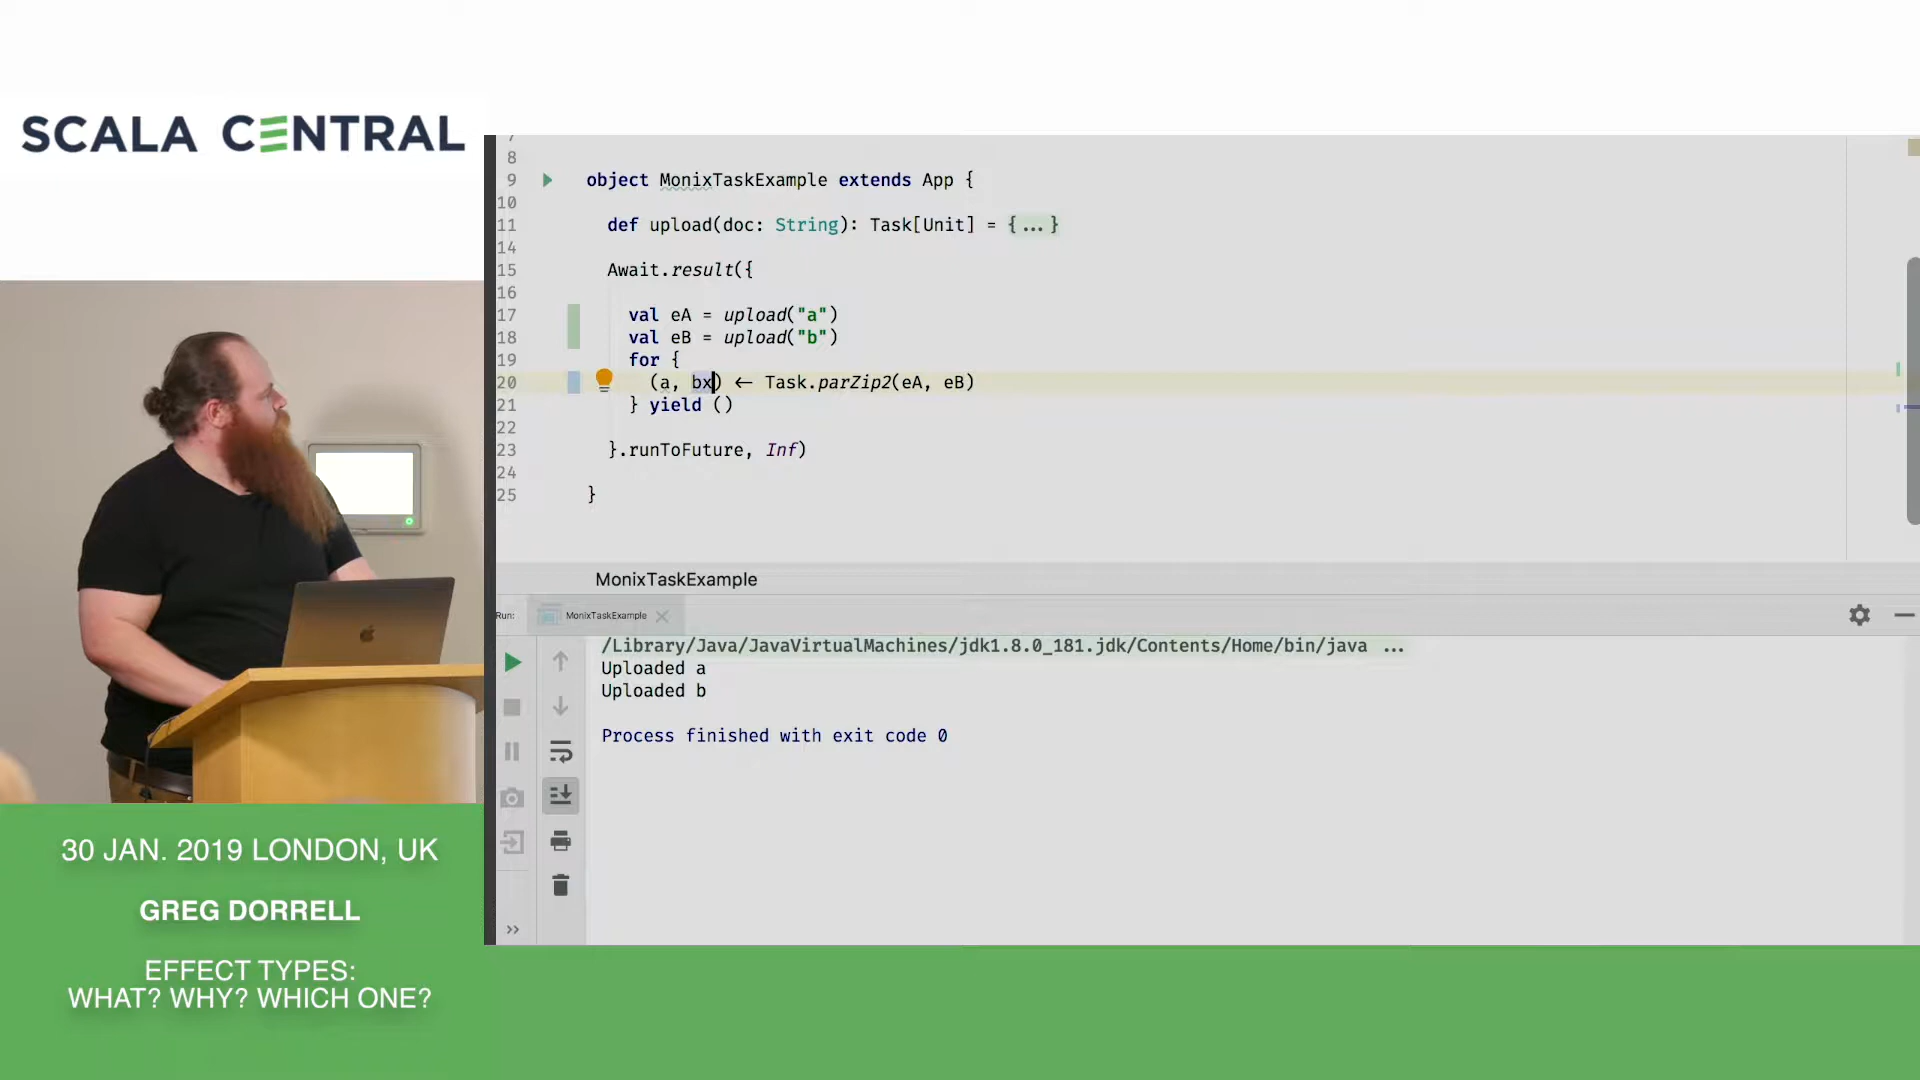 SCALA CENTRAL
7
8
9 object MonixTaskExample extends App {
10
11 def upload(doc: String): Task[Unit] = {...}
14
15 Await.result({
16
17 val eA = upload("a")
18 val eB = upload("b")
19 for {
20 (a, bx) ← Task.parZip2(eA, eB)
21 } yield ()
22
23 }.runToFuture, Inf)
24
25 }
MonixTaskExample
Run: MonixTaskExample
/Library/Java/JavaVirtualMachines/jdk1.8.0_181.jdk/Contents/Home/bin/java ...
Uploaded a
Uploaded b
Process finished with exit code 0
30 JAN. 2019 LONDON, UK
GREG DORRELL
EFFECT TYPES:
WHAT? WHY? WHICH ONE?